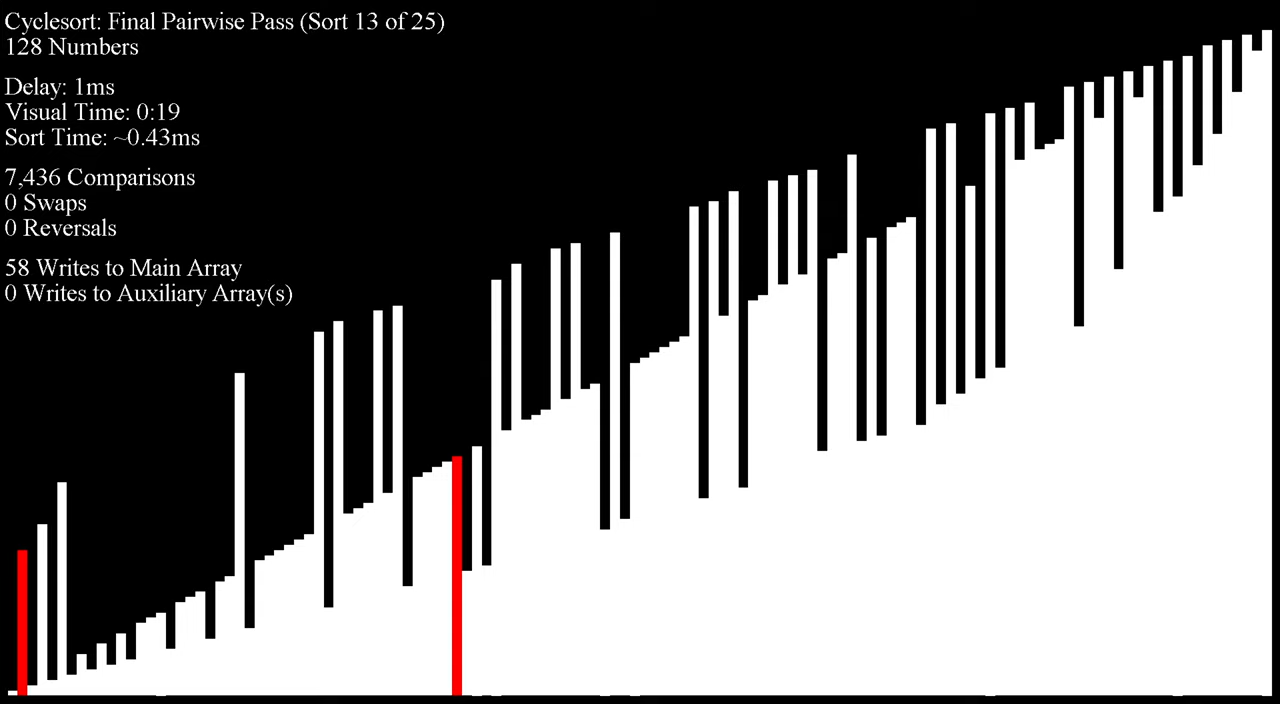 Cyclesort: Final Pairwise Pass (Sort 13 of 25)
128 Numbers
Delay: 1ms
Visual Time: 0:19
Sort Time: ~0.43ms
7,436 Comparisons
0 Swaps
0 Reversals
58 Writes to Main Array
0 Writes to Auxiliary Array(s)